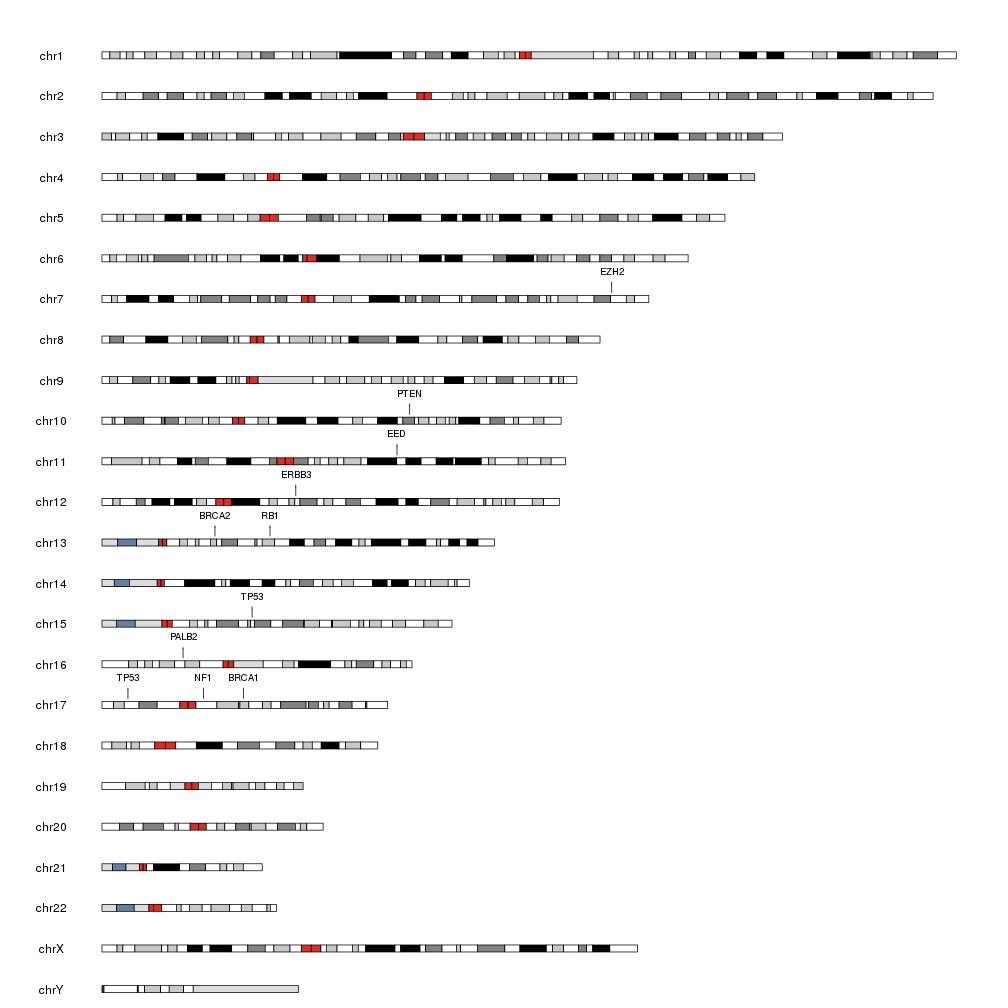 chr1
chr2
chr3
chr4
chr5
chr6
EZH2
chr7
chr8
chr9
PTEN
chr10
EED
chr11
ERBB3
chr12
BRCA2 RB1
chr13
chr14
TP53
chr15
PALB2
chr16
TP53 NF1 BRCA1
chr17
chr18
chr19
chr20
chr21
chr22
chrX
chrY